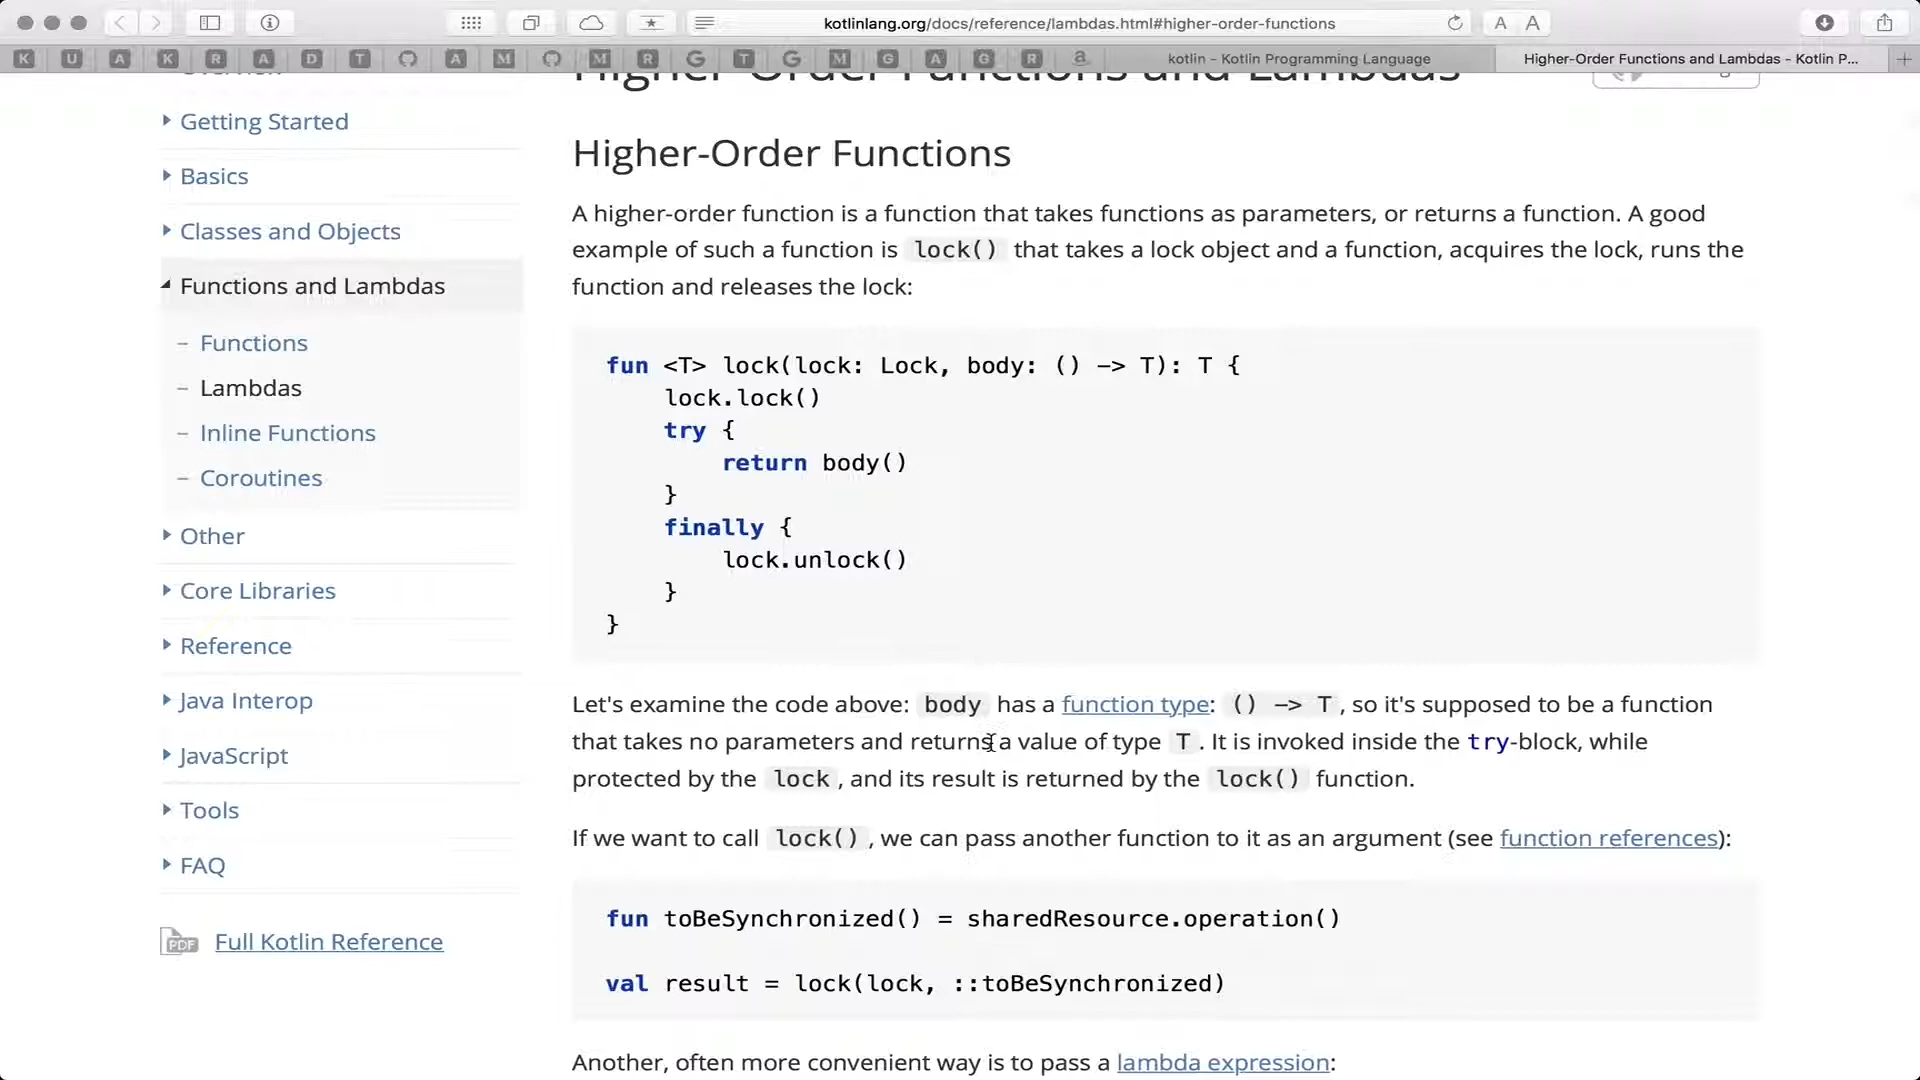 kotlinlang.org/docs/reference/lambdas.html#higher-order-functions
A A
K U A K R A D T A M M R G T G M G A G R a kotlin – Kotlin Programming Language Higher-Order Functions and Lambdas - Kotlin P...
Overview
Getting Started
Basics
Classes and Objects
Functions and Lambdas
– Functions
– Lambdas
– Inline Functions
– Coroutines
Other
Core Libraries
Reference
Java Interop
JavaScript
Tools
FAQ
PDF Full Kotlin Reference
Higher-Order Functions and Lambdas
Higher-Order Functions
A higher-order function is a function that takes functions as parameters, or returns a function. A good
example of such a function is lock() that takes a lock object and a function, acquires the lock, runs the
function and releases the lock:
fun <T> lock(lock: Lock, body: () -> T): T {
lock.lock()
try {
return body()
}
finally {
lock.unlock()
}
}
Let's examine the code above: body has a function type: () -> T, so it's supposed to be a function
that takes no parameters and returns a value of type T. It is invoked inside the try-block, while
protected by the lock, and its result is returned by the lock() function.
If we want to call lock(), we can pass another function to it as an argument (see function references):
fun toBeSynchronized() = sharedResource.operation()
val result = lock(lock, ::toBeSynchronized)
Another, often more convenient way is to pass a lambda expression: